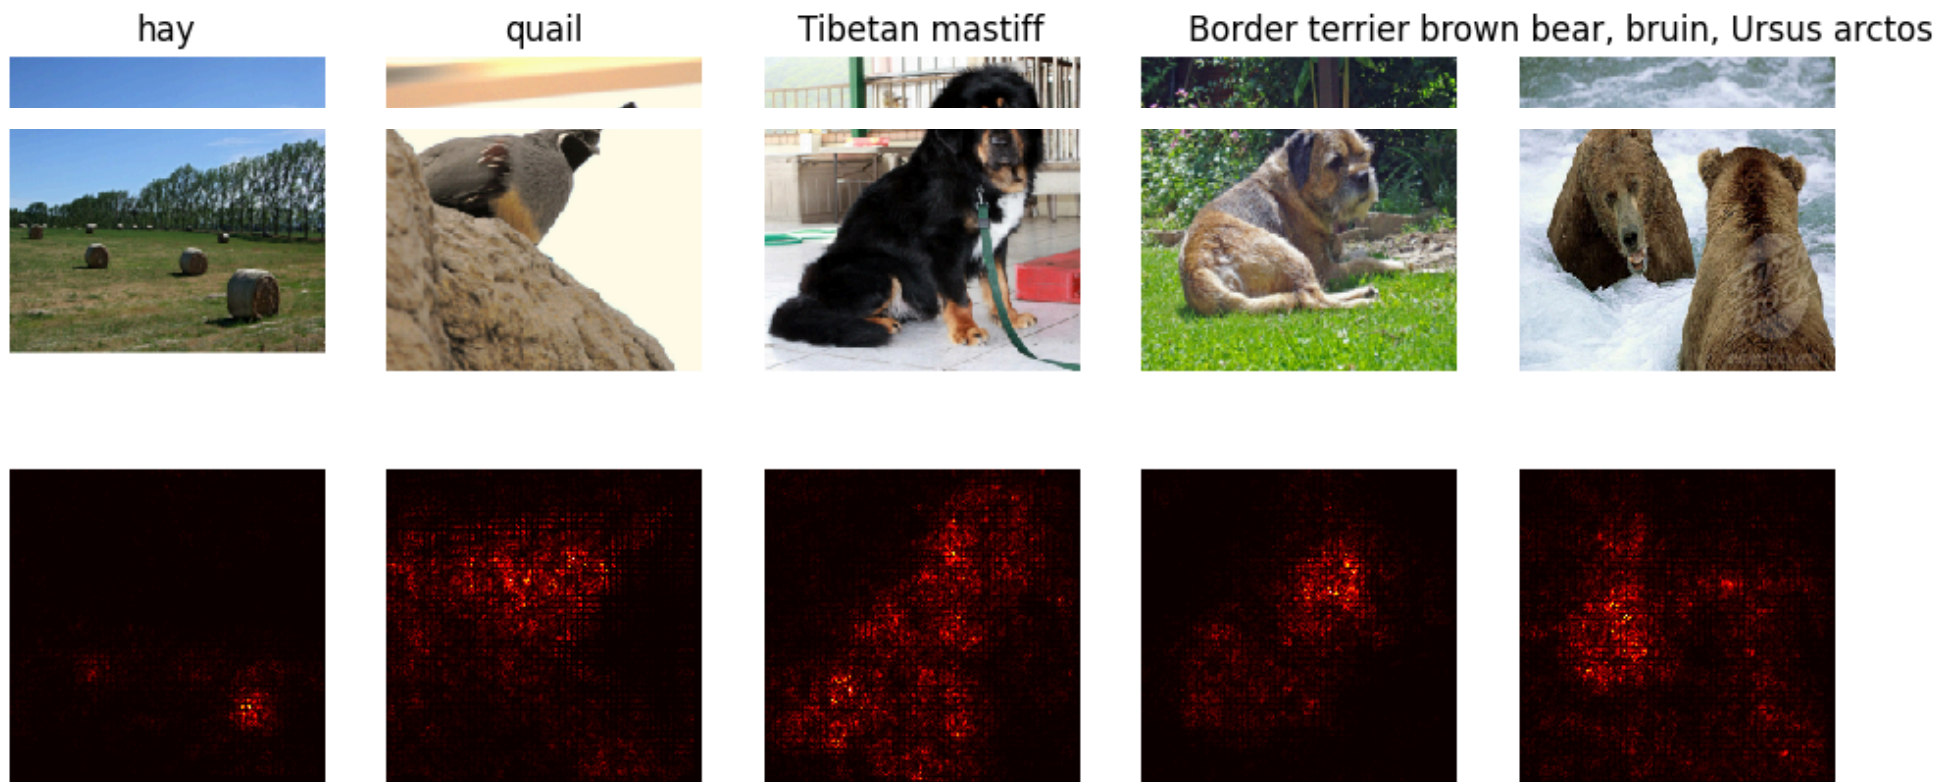 hay
quail
Tibetan mastiff
Border terrier
brown bear, bruin, Ursus arctos